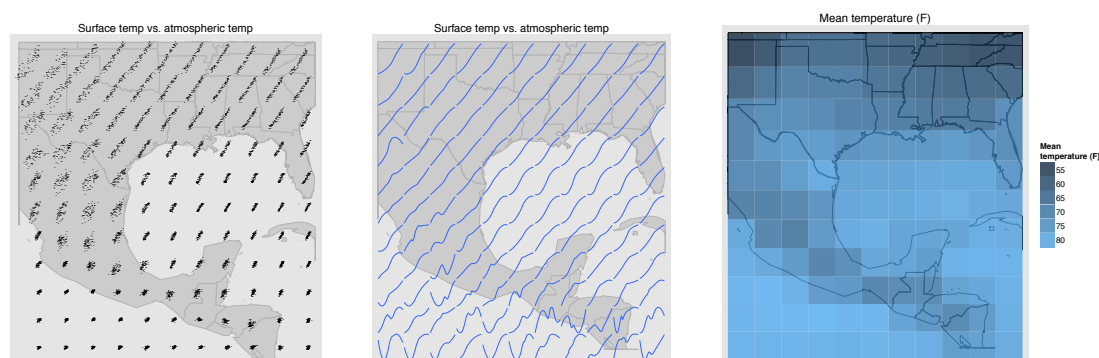 Surface temp vs. atmospheric temp
Surface temp vs. atmospheric temp
Mean temperature (F)
Mean
temperature (F)
55
60
65
70
75
80